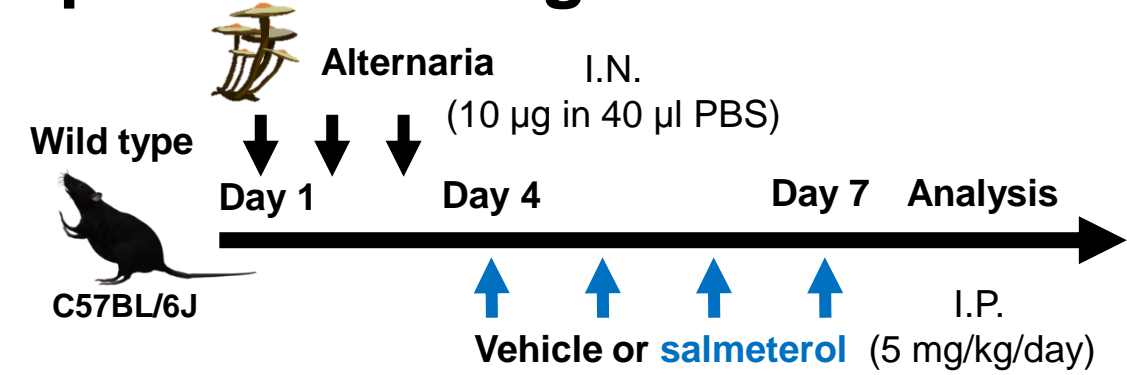 Alternaria I.N.
(10 µg in 40 µl PBS)
Wild type
Day 1 Day 4 Day 7 Analysis
C57BL/6J
I.P.
Vehicle or salmeterol (5 mg/kg/day)